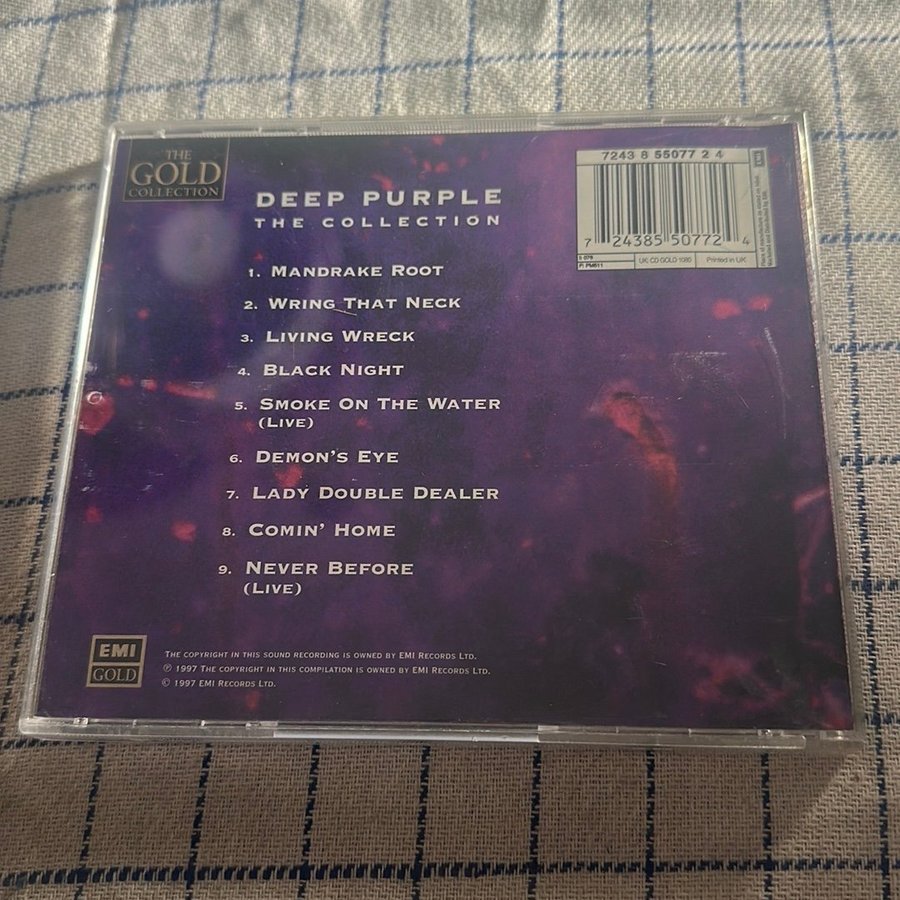 THE
GOLD
COLLECTION
DEEP PURPLE
THE COLLECTION
7243 8 55077 2 4
EMI
7 24385 50772 4
UK: CD GOLD 1080
Printed in UK
1. MANDRAKE ROOT
2. WRING THAT NECK
3. LIVING WRECK
4. BLACK NIGHT
5. SMOKE ON THE WATER
(LIVE)
6. DEMON'S EYE
7. LADY DOUBLE DEALER
8. COMIN' HOME
9. NEVER BEFORE
(LIVE)
EMI
GOLD
THE COPYRIGHT IN THIS SOUND RECORDING IS OWNED BY EMI RECORDS LTD.
℗ 1997 THE COPYRIGHT IN THIS COMPILATION IS OWNED BY EMI RECORDS LTD.
© 1997 EMI RECORDS LTD.